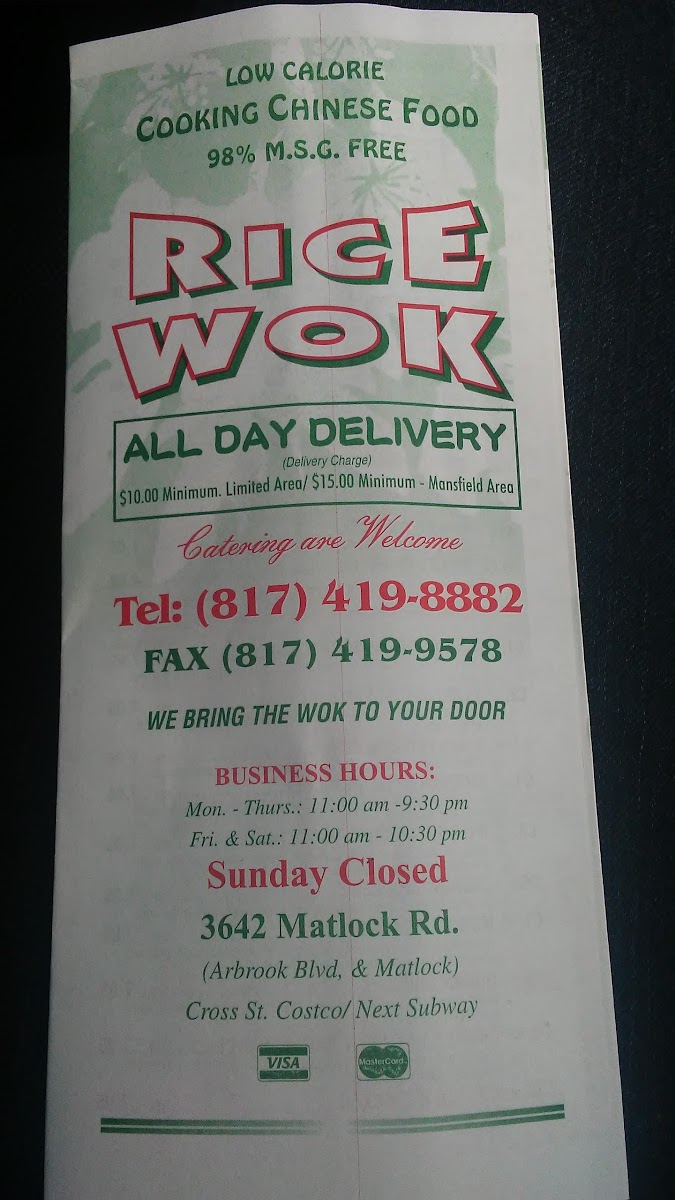 LOW CALORIE
COOKING CHINESE FOOD
98% M.S.G. FREE
RICE
WOK
ALL DAY DELIVERY
(Delivery Charge)
$10.00 Minimum. Limited Area/ $15.00 Minimum - Mansfield Area
Catering are Welcome
Tel: (817) 419-8882
FAX (817) 419-9578
WE BRING THE WOK TO YOUR DOOR
BUSINESS HOURS:
Mon. - Thurs.: 11:00 am -9:30 pm
Fri. & Sat.: 11:00 am - 10:30 pm
Sunday Closed
3642 Matlock Rd.
(Arbrook Blvd, & Matlock)
Cross St. Costco/ Next Subway
VISA MasterCard